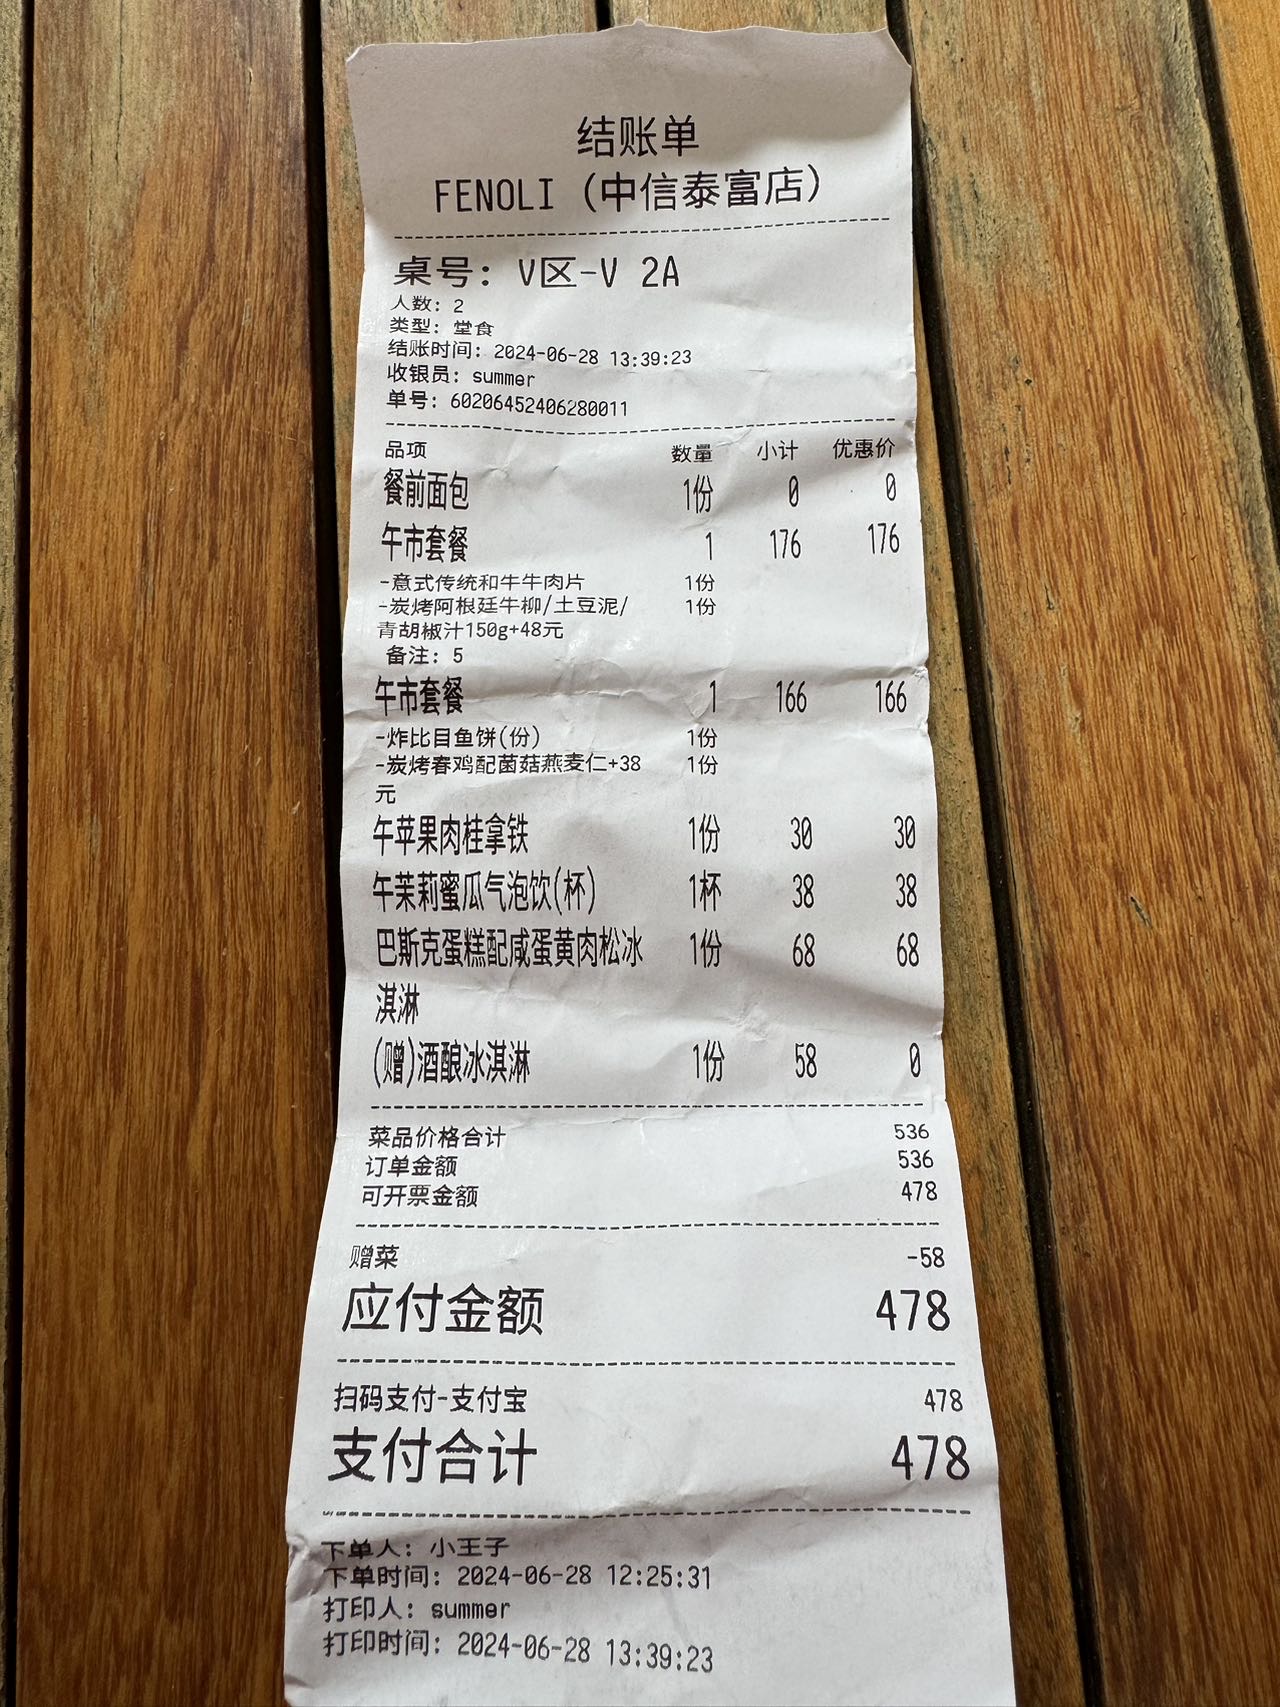 结账单
FENOLI (中信泰富店)
桌号: V区-V 2A
人数: 2
类型: 堂食
结账时间: 2024-06-28 13:39:23
收银员: summer
单号: 60206452406280011
品项 数量 小计 优惠价
餐前面包 1份 0 0
午市套餐 1 176 176
-意式传统和牛牛肉片 1份
-炭烤阿根廷牛柳/土豆泥/ 1份
青胡椒汁150g+48元
备注: 5
午市套餐 1 166 166
-炸比目鱼饼(份) 1份
-炭烤春鸡配菌菇燕麦仁+38 1份
元
午苹果肉桂拿铁 1份 30 30
午茉莉蜜瓜气泡饮(杯) 1杯 38 38
巴斯克蛋糕配咸蛋黄肉松冰 1份 68 68
淇淋
(赠)酒酿冰淇淋 1份 58 0
菜品价格合计 536
订单金额 536
可开票金额 478
赠菜 -58
应付金额 478
扫码支付-支付宝 478
支付合计 478
下单人: 小王子
下单时间: 2024-06-28 12:25:31
打印人: summer
打印时间: 2024-06-28 13:39:23